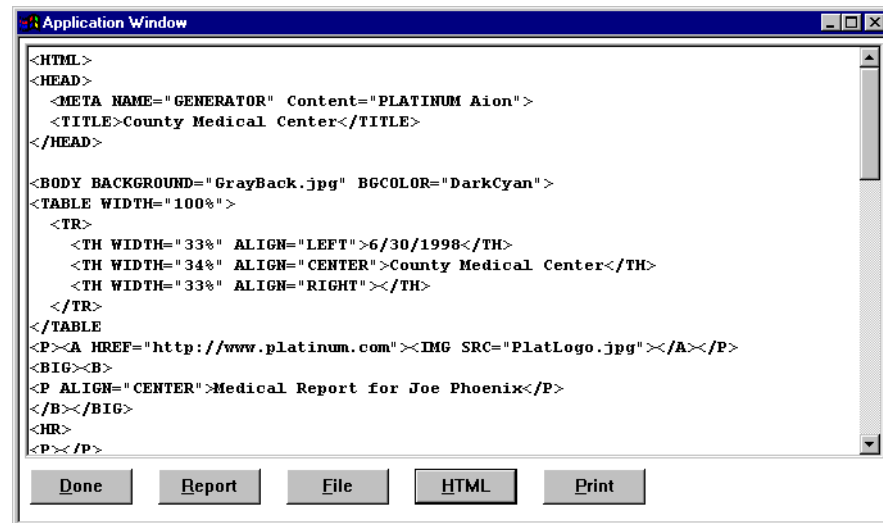 Application Window
<HTML>
<HEAD>
  <META NAME="GENERATOR" Content="PLATINUM Aion">
  <TITLE>County Medical Center</TITLE>
</HEAD>

<BODY BACKGROUND="GrayBack.jpg" BGCOLOR="DarkCyan">
<TABLE WIDTH="100%">
  <TR>
    <TH WIDTH="33%" ALIGN="LEFT">6/30/1998</TH>
    <TH WIDTH="34%" ALIGN="CENTER">County Medical Center</TH>
    <TH WIDTH="33%" ALIGN="RIGHT"></TH>
  </TR>
</TABLE
<P><A HREF="http://www.platinum.com"><IMG SRC="PlatLogo.jpg"></A></P>
<BIG><B>
<P ALIGN="CENTER">Medical Report for Joe Phoenix</P>
</B></BIG>
<HR>
<P></P>
Done Report File HTML Print